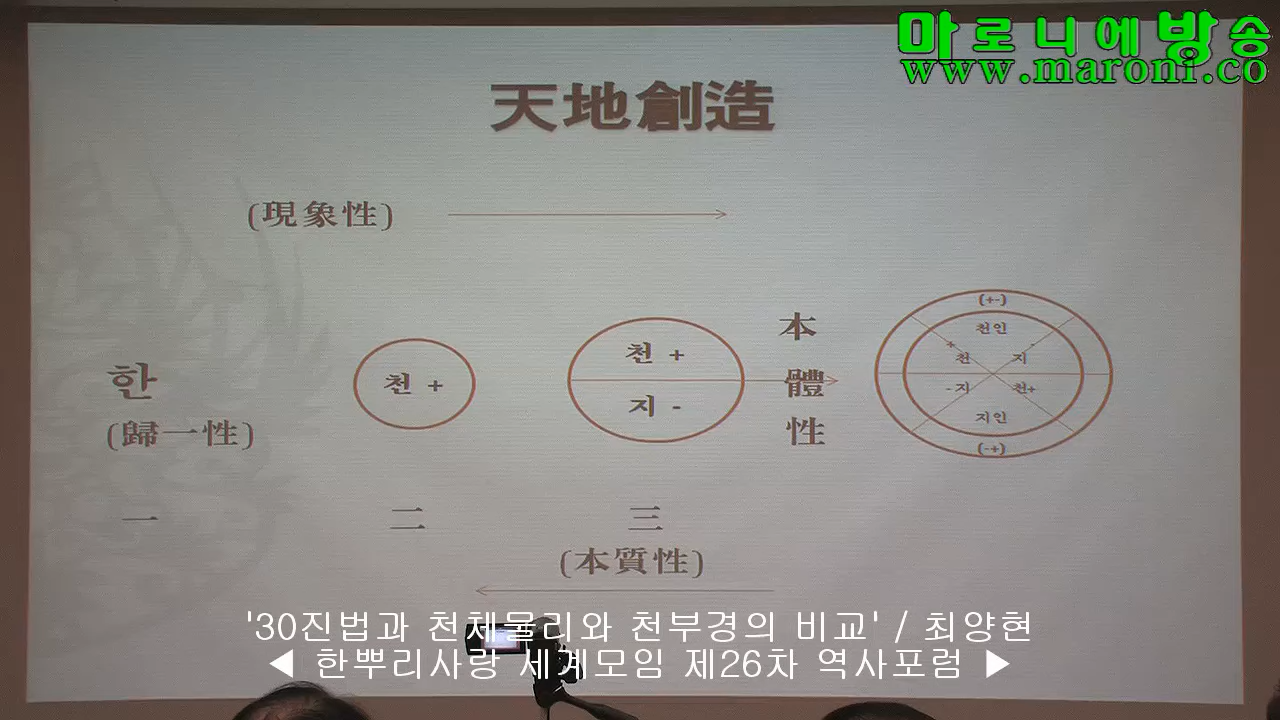 마로니에방송
www.maroni.co
天地創造
(現象性)
천 +
천 +
지 -
本
體
性
(+-)
천인
+
-
천
지
-지
천+
지인
(-+)
한
(歸一性)
一
二
三
(本質性)
'30진법과 천체물리와 천부경의 비교' / 최양현
◀ 한뿌리사랑 세계모임 제26차 역사포럼 ▶